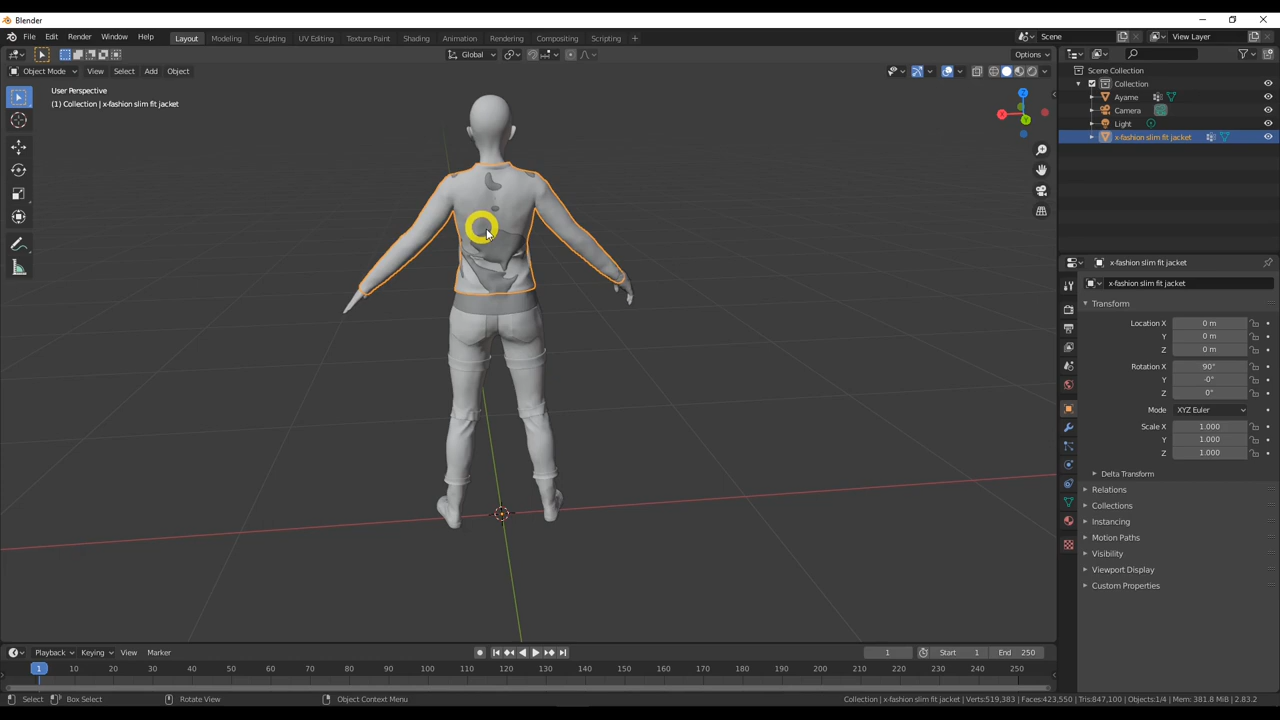 Blender
File Edit Render Window Help Layout Modeling Sculpting UV Editing Texture Paint Shading Animation Rendering Compositing Scripting + Scene View Layer
Global Options
Object Mode View Select Add Object
User Perspective
(1) Collection | x-fashion slim fit jacket
Z
X
Y
Scene Collection
Collection
Ayame
Camera
Light
x-fashion slim fit jacket
x-fashion slim fit jacket
x-fashion slim fit jacket
Transform
Location X 0 m
Y 0 m
Z 0 m
Rotation X 90°
Y -0°
Z 0°
Mode XYZ Euler
Scale X 1.000
Y 1.000
Z 1.000
Delta Transform
Relations
Collections
Instancing
Motion Paths
Visibility
Viewport Display
Custom Properties
Playback Keying View Marker 1 Start 1 End 250
1 10 20 30 40 50 60 70 80 90 100 110 120 130 140 150 160 170 180 190 200 210 220 230 240 250
Select Box Select Rotate View Object Context Menu Collection | x-fashion slim fit jacket | Verts:519,383 | Faces:423,550 | Tris:847,100 | Objects:1/4 | Mem: 381.8 MiB | 2.83.2